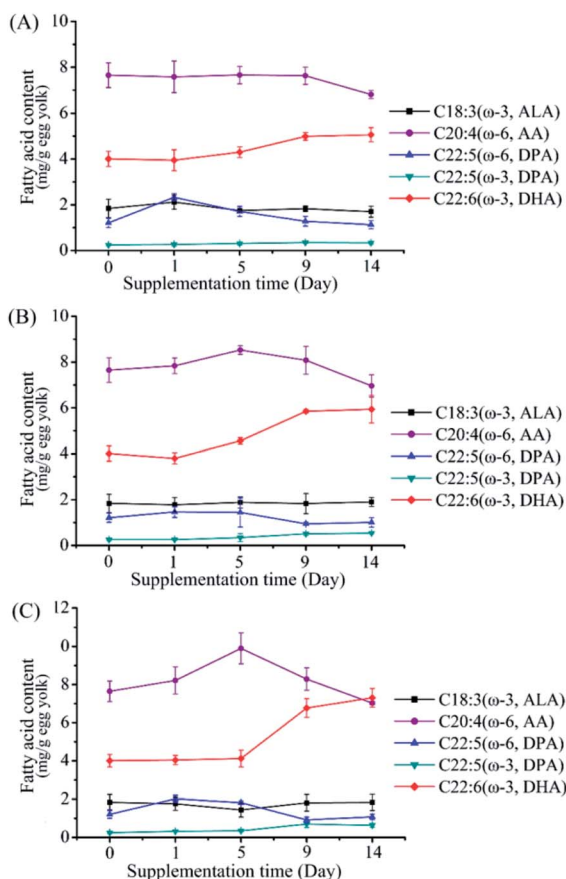 (A)
Fatty acid content
(mg/g egg yolk)
10
8
6
4
2
0
C18:3(ω-3, ALA)
C20:4(ω-6, AA)
C22:5(ω-6, DPA)
C22:5(ω-3, DPA)
C22:6(ω-3, DHA)
0 1 5 9 14
Supplementation time (Day)
(B)
Fatty acid content
(mg/g egg yolk)
10
8
6
4
2
0
C18:3(ω-3, ALA)
C20:4(ω-6, AA)
C22:5(ω-6, DPA)
C22:5(ω-3, DPA)
C22:6(ω-3, DHA)
0 1 5 9 14
Supplementation time (Day)
(C)
Fatty acid content
(mg/g egg yolk)
12
0
8
6
4
2
0
C18:3(ω-3, ALA)
C20:4(ω-6, AA)
C22:5(ω-6, DPA)
C22:5(ω-3, DPA)
C22:6(ω-3, DHA)
0 1 5 9 14
Supplementation time (Day)